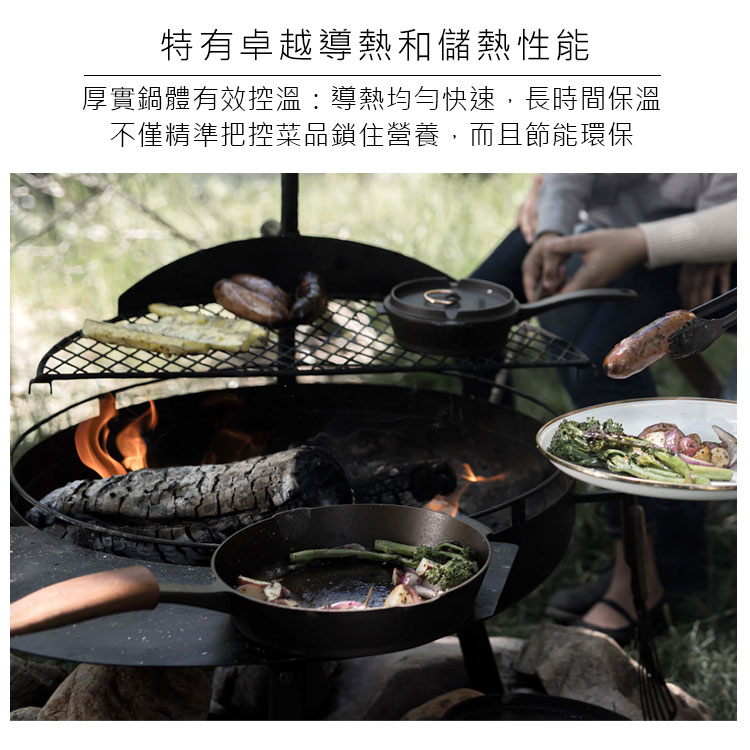 特有卓越導熱和儲熱性能
厚實鍋體有效控溫：導熱均勻快速，長時間保溫
不僅精準把控菜品鎖住營養，而且節能環保